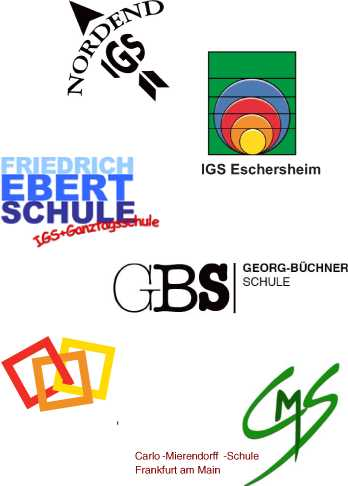 NORDEND
IGS
IGS Eschersheim
FRIEDRICH
EBERT
SCHULE
IGS+Ganztagsschule
GBS
GEORG-BÜCHNER
SCHULE
CMS
Carlo -Mierendorff -Schule
Frankfurt am Main